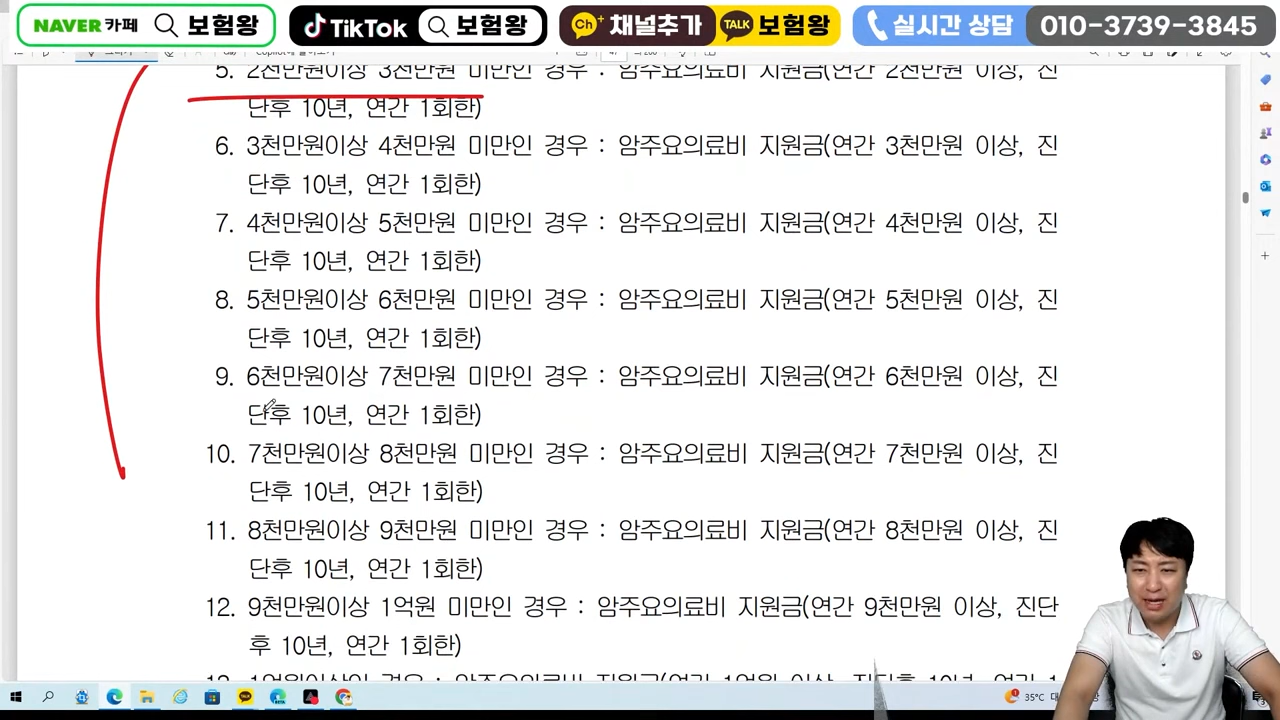 NAVER 카페 보험왕 TikTok 보험왕 Ch+ 채널추가 TALK 보험왕 실시간 상담 010-3739-3845
5. 2천만원이상 3천만원 미만인 경우 : 암주요의료비 지원금(연간 2천만원 이상, 진
단후 10년, 연간 1회한)
6. 3천만원이상 4천만원 미만인 경우 : 암주요의료비 지원금(연간 3천만원 이상, 진
단후 10년, 연간 1회한)
7. 4천만원이상 5천만원 미만인 경우 : 암주요의료비 지원금(연간 4천만원 이상, 진
단후 10년, 연간 1회한)
8. 5천만원이상 6천만원 미만인 경우 : 암주요의료비 지원금(연간 5천만원 이상, 진
단후 10년, 연간 1회한)
9. 6천만원이상 7천만원 미만인 경우 : 암주요의료비 지원금(연간 6천만원 이상, 진
단후 10년, 연간 1회한)
10. 7천만원이상 8천만원 미만인 경우 : 암주요의료비 지원금(연간 7천만원 이상, 진
단후 10년, 연간 1회한)
11. 8천만원이상 9천만원 미만인 경우 : 암주요의료비 지원금(연간 8천만원 이상, 진
단후 10년, 연간 1회한)
12. 9천만원이상 1억원 미만인 경우 : 암주요의료비 지원금(연간 9천만원 이상, 진단
후 10년, 연간 1회한)
35°C